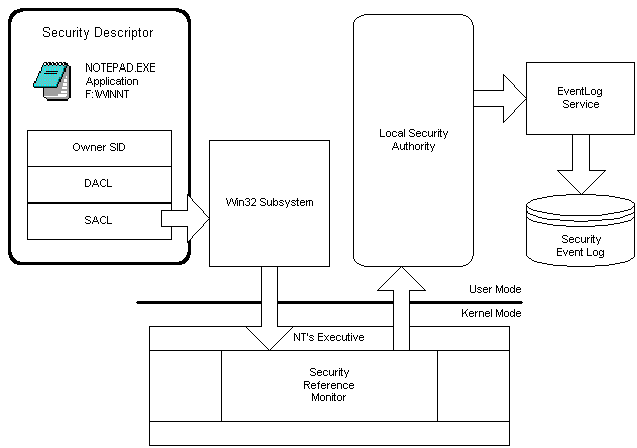 Security Descriptor
NOTEPAD.EXE
Application
F:\WINNT
Owner SID
DACL
SACL
Win32 Subsystem
Local Security
Authority
EventLog
Service
Security
Event Log
User Mode
Kernel Mode
NT's Executive
Security
Reference
Monitor